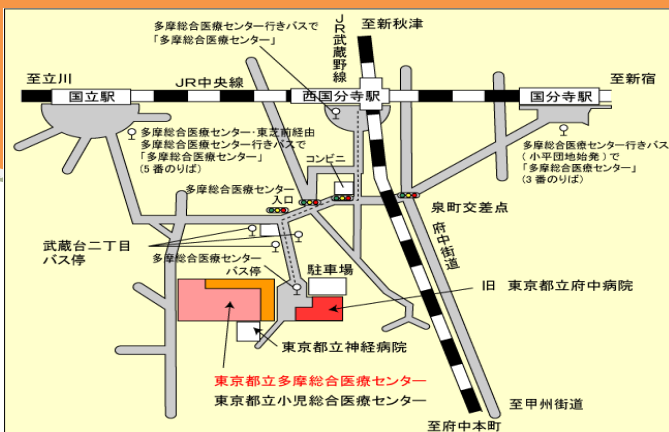 多摩総合医療センター行きバスで
「多摩総合医療センター」
JR武蔵野線
至新秋津
至立川
JR中央線
至新宿
国立駅
西国分寺駅
国分寺駅
多摩総合医療センター・東芝前経由
多摩総合医療センター行きバスで
「多摩総合医療センター」
(5番のりば)
コンビニ
多摩総合医療センター行きバス
(小平団地始発)で
「多摩総合医療センター」
(3番のりば)
多摩総合医療センター
入口
泉町交差点
府中街道
武蔵台二丁目
バス停
多摩総合医療センター
バス停
駐車場
旧 東京都立府中病院
東京都立神経病院
東京都立多摩総合医療センター
東京都立小児総合医療センター
至甲州街道
至府中本町